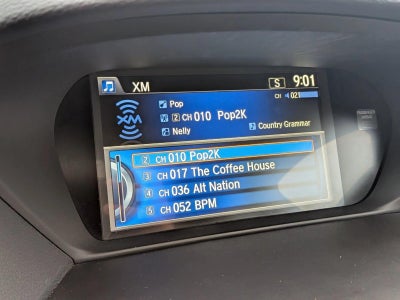 XM S 9:01
Pop CH 021
2 CH 010 Pop2K
XM
Nelly Country Grammar
2 CH 010 Pop2K
3 CH 017 The Coffee House
4 CH 036 Alt Nation
5 CH 052 BPM